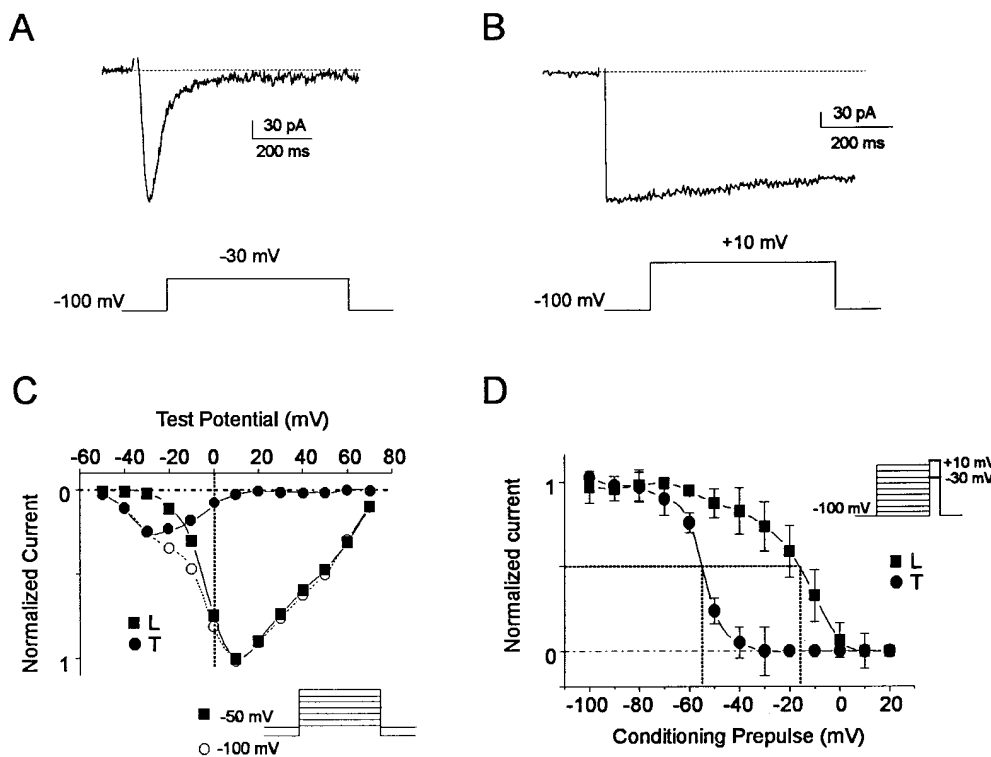 A
30 pA
200 ms
-30 mV
-100 mV
B
30 pA
200 ms
+10 mV
-100 mV
C
Test Potential (mV)
-60 -40 -20 0 20 40 60 80
0
1
Normalized Current
L
T
-50 mV
-100 mV
D
1
0
Normalized current
-100 -80 -60 -40 -20 0 20
Conditioning Prepulse (mV)
+10 mV
-30 mV
-100 mV
L
T